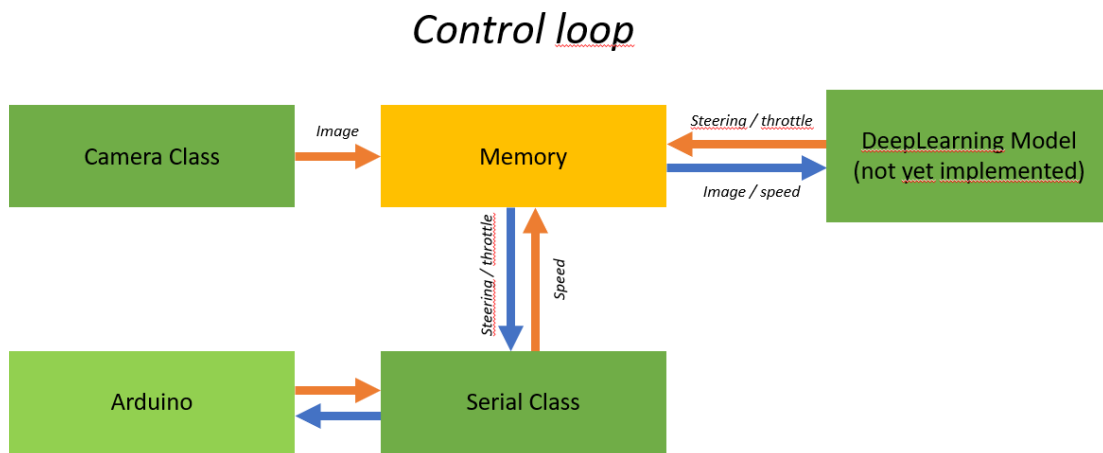 Control loop
Camera Class
Image
Memory
Steering / throttle
Image / speed
DeepLearning Model
(not yet implemented)
Steering / throttle
Speed
Arduino
Serial Class